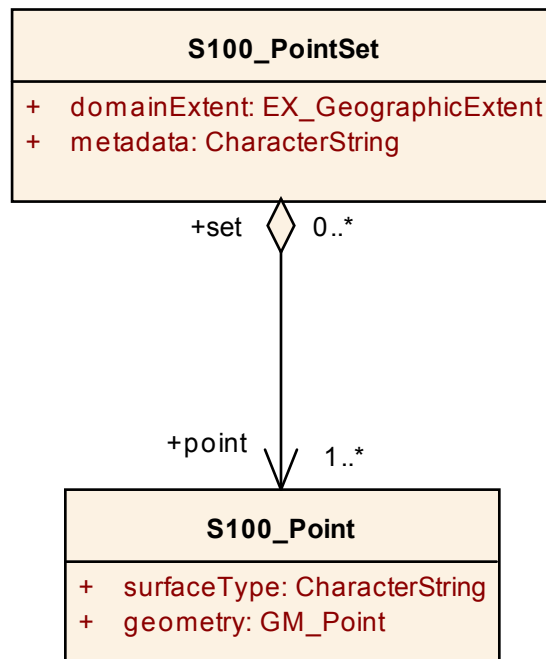 S100_PointSet
+ domainExtent: EX_GeographicExtent
+ metadata: CharacterString
+set 0..*
+point 1..*
S100_Point
+ surfaceType: CharacterString
+ geometry: GM_Point